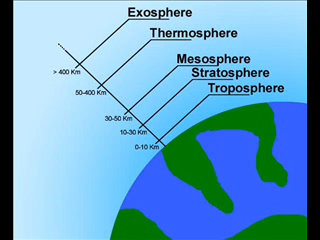 Exosphere
Thermosphere
Mesosphere
Stratosphere
Troposphere
> 400 Km
50-400 Km
30-50 Km
10-30 Km
0-10 Km